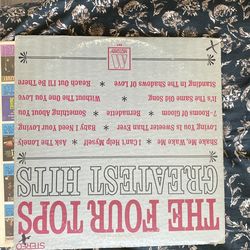 STEREO
THE FOUR TOPS
GREATEST HITS
Shake Me, Wake Me
I Can't Help Myself
Ask The Lonely
Loving You Is Sweeter Than Ever
Baby I Need Your Loving
7-Rooms Of Gloom
Bernadette
Something About You
It's The Same Song
Without The One You Love
Standing In The Shadows Of Love
Reach Out I'll Be There
MOTOWN